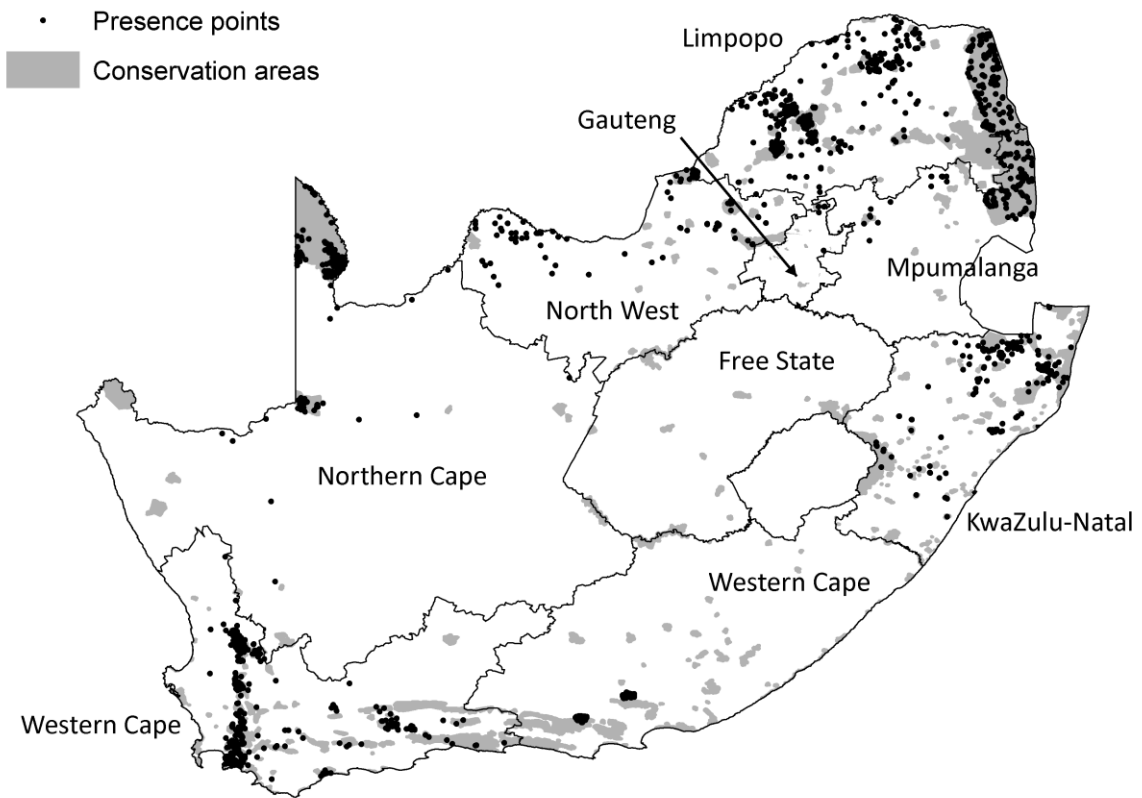 Presence points
Conservation areas
Limpopo
Gauteng
Mpumalanga
North West
Free State
Northern Cape
KwaZulu-Natal
Western Cape
Western Cape